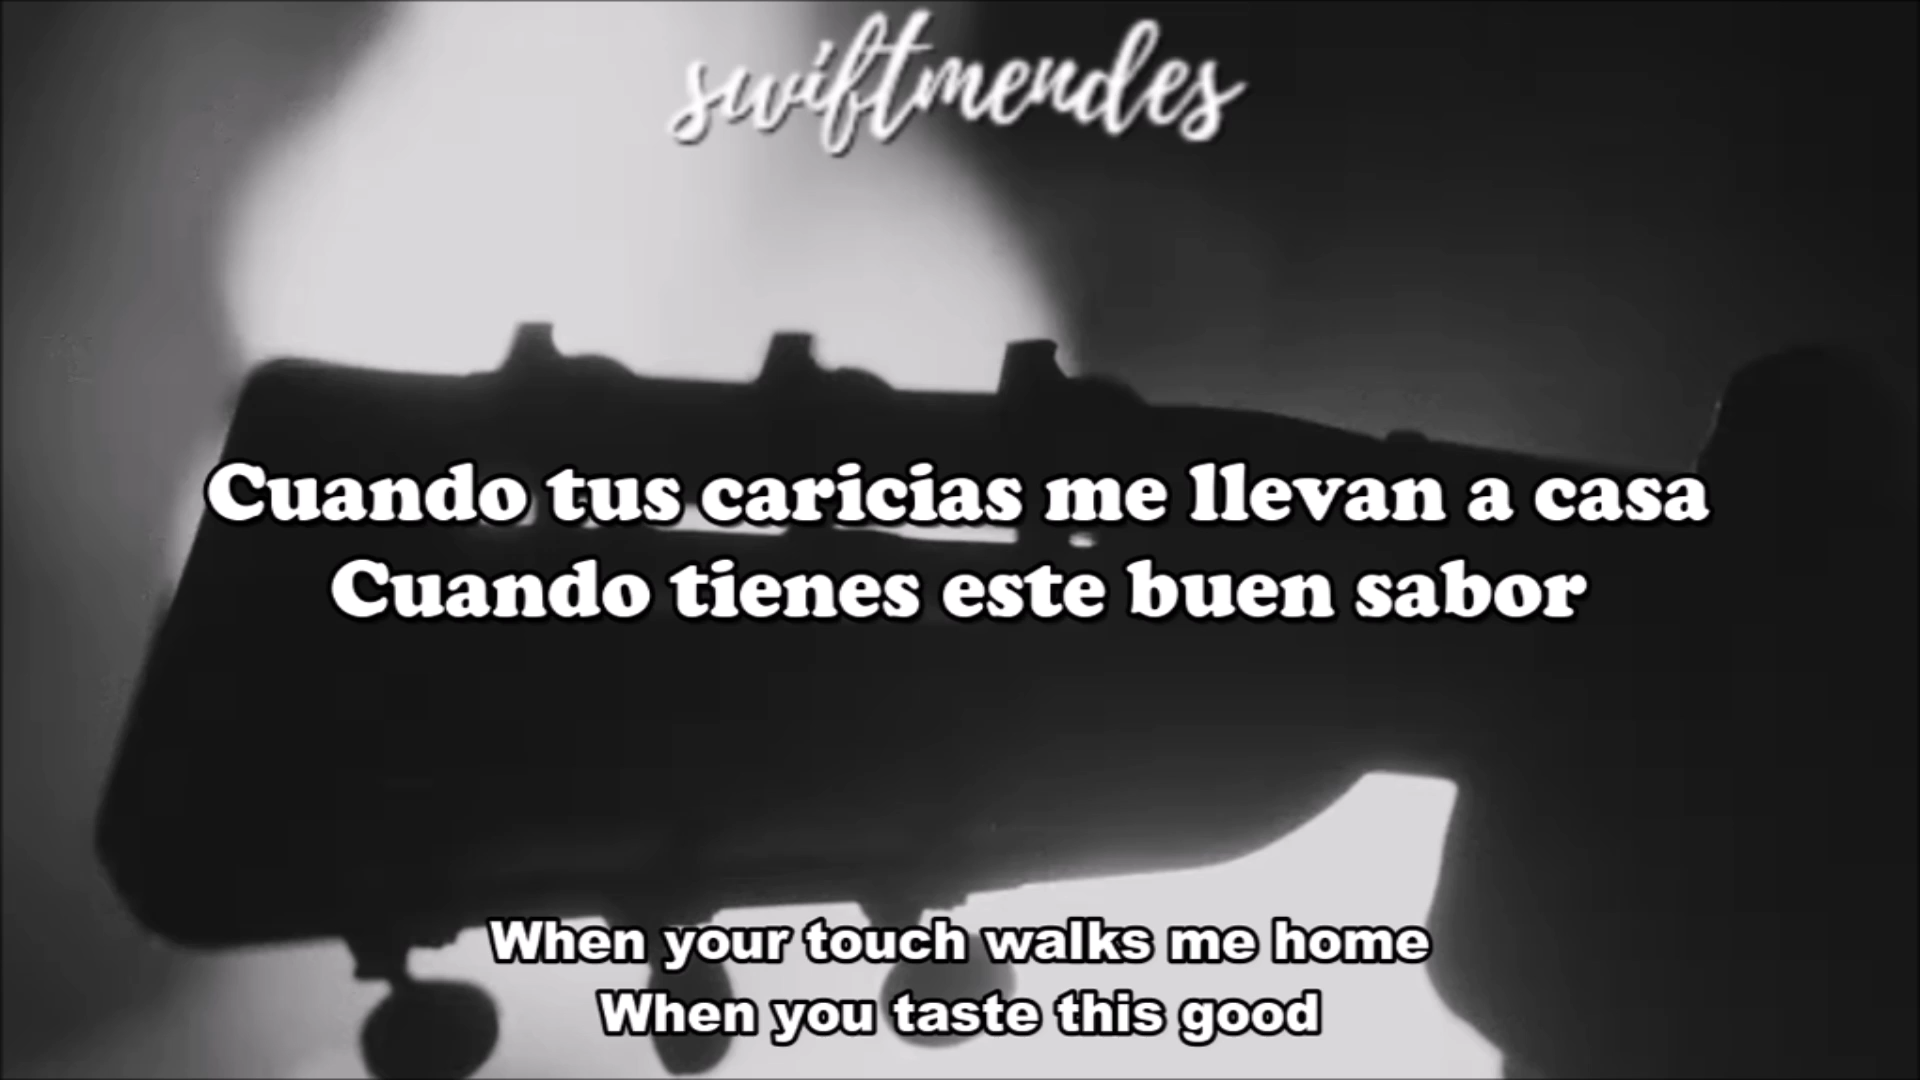 swiftmendes
Cuando tus caricias me llevan a casa
Cuando tienes este buen sabor
When your touch walks me home
When you taste this good